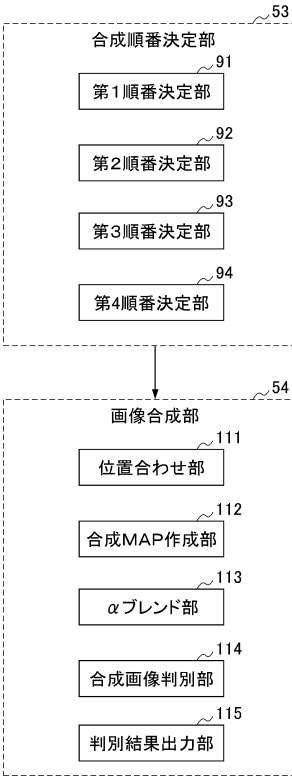 53
合成順番決定部
91
第1順番決定部
92
第2順番決定部
93
第3順番決定部
94
第4順番決定部
54
画像合成部
111
位置合わせ部
112
合成MAP作成部
113
αブレンド部
114
合成画像判別部
115
判別結果出力部